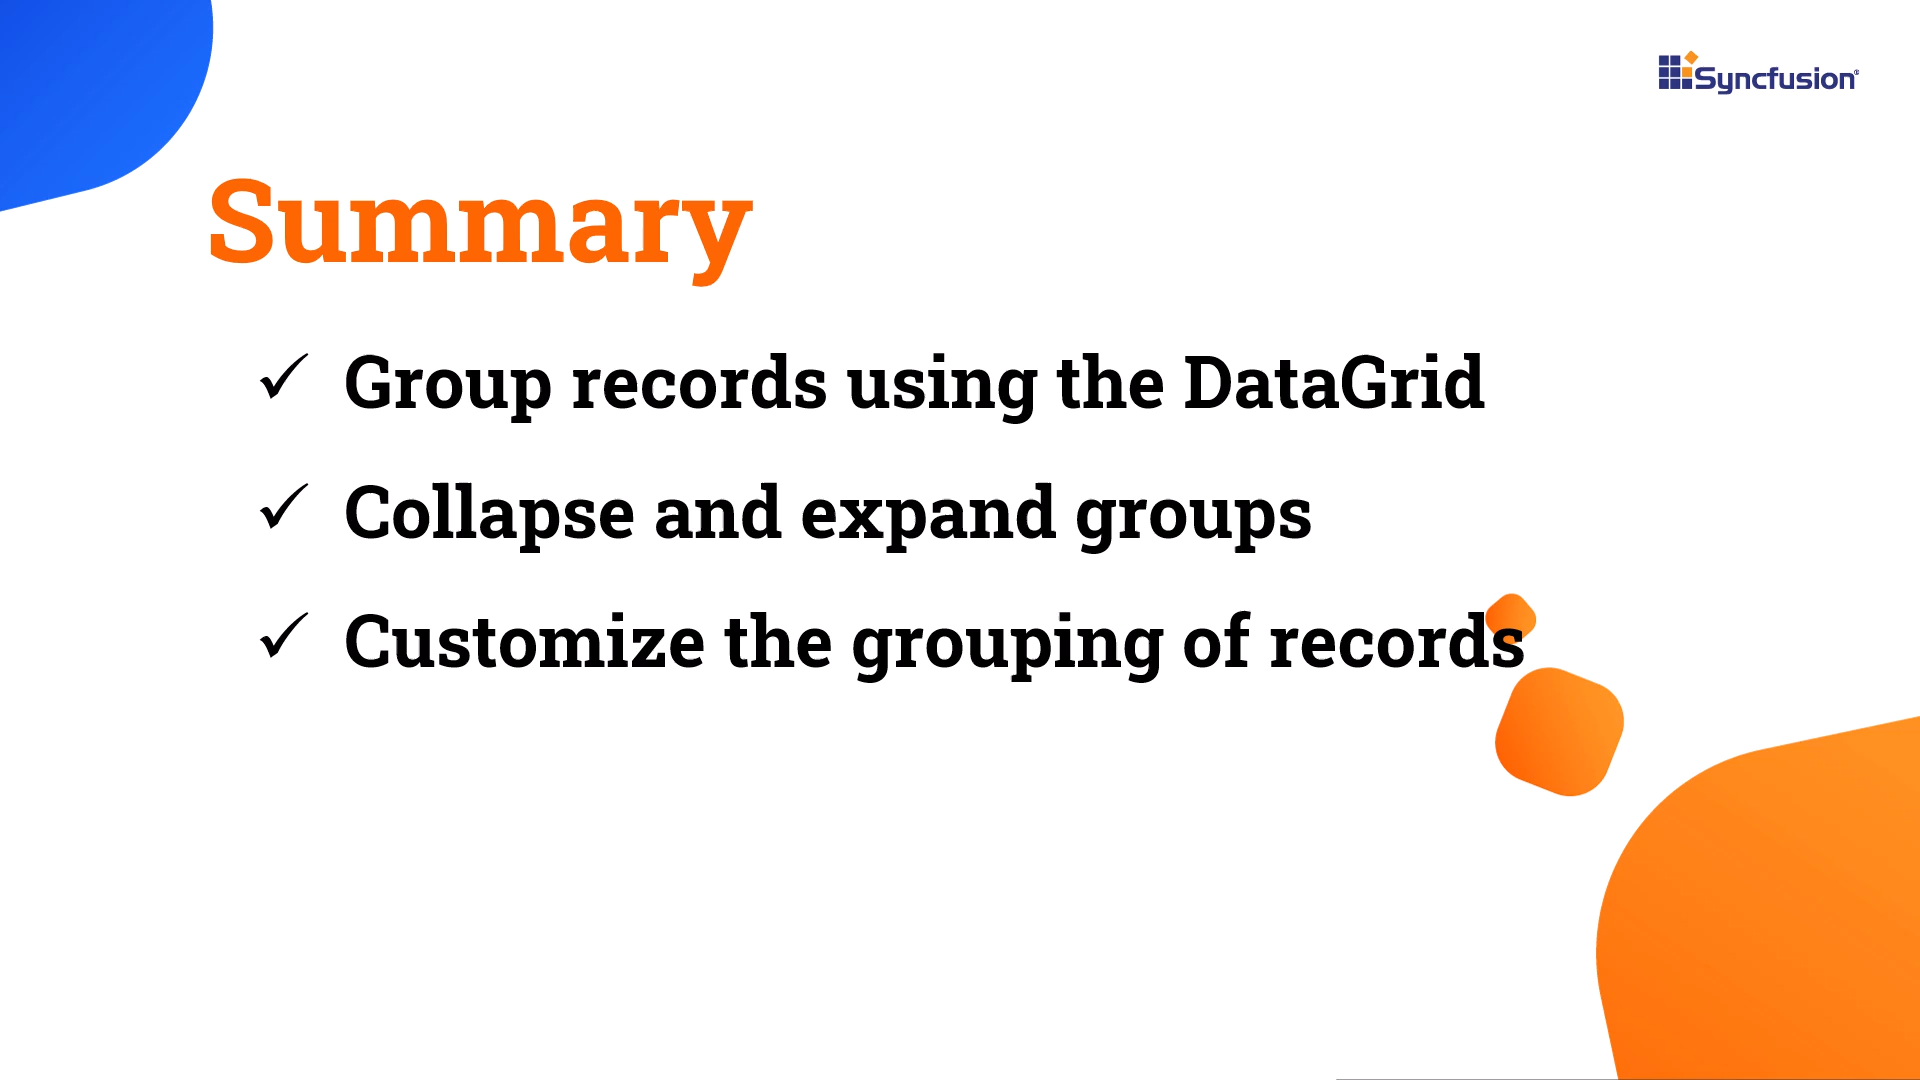 Syncfusion®
Summary
✓ Group records using the DataGrid
✓ Collapse and expand groups
✓ Customize the grouping of records